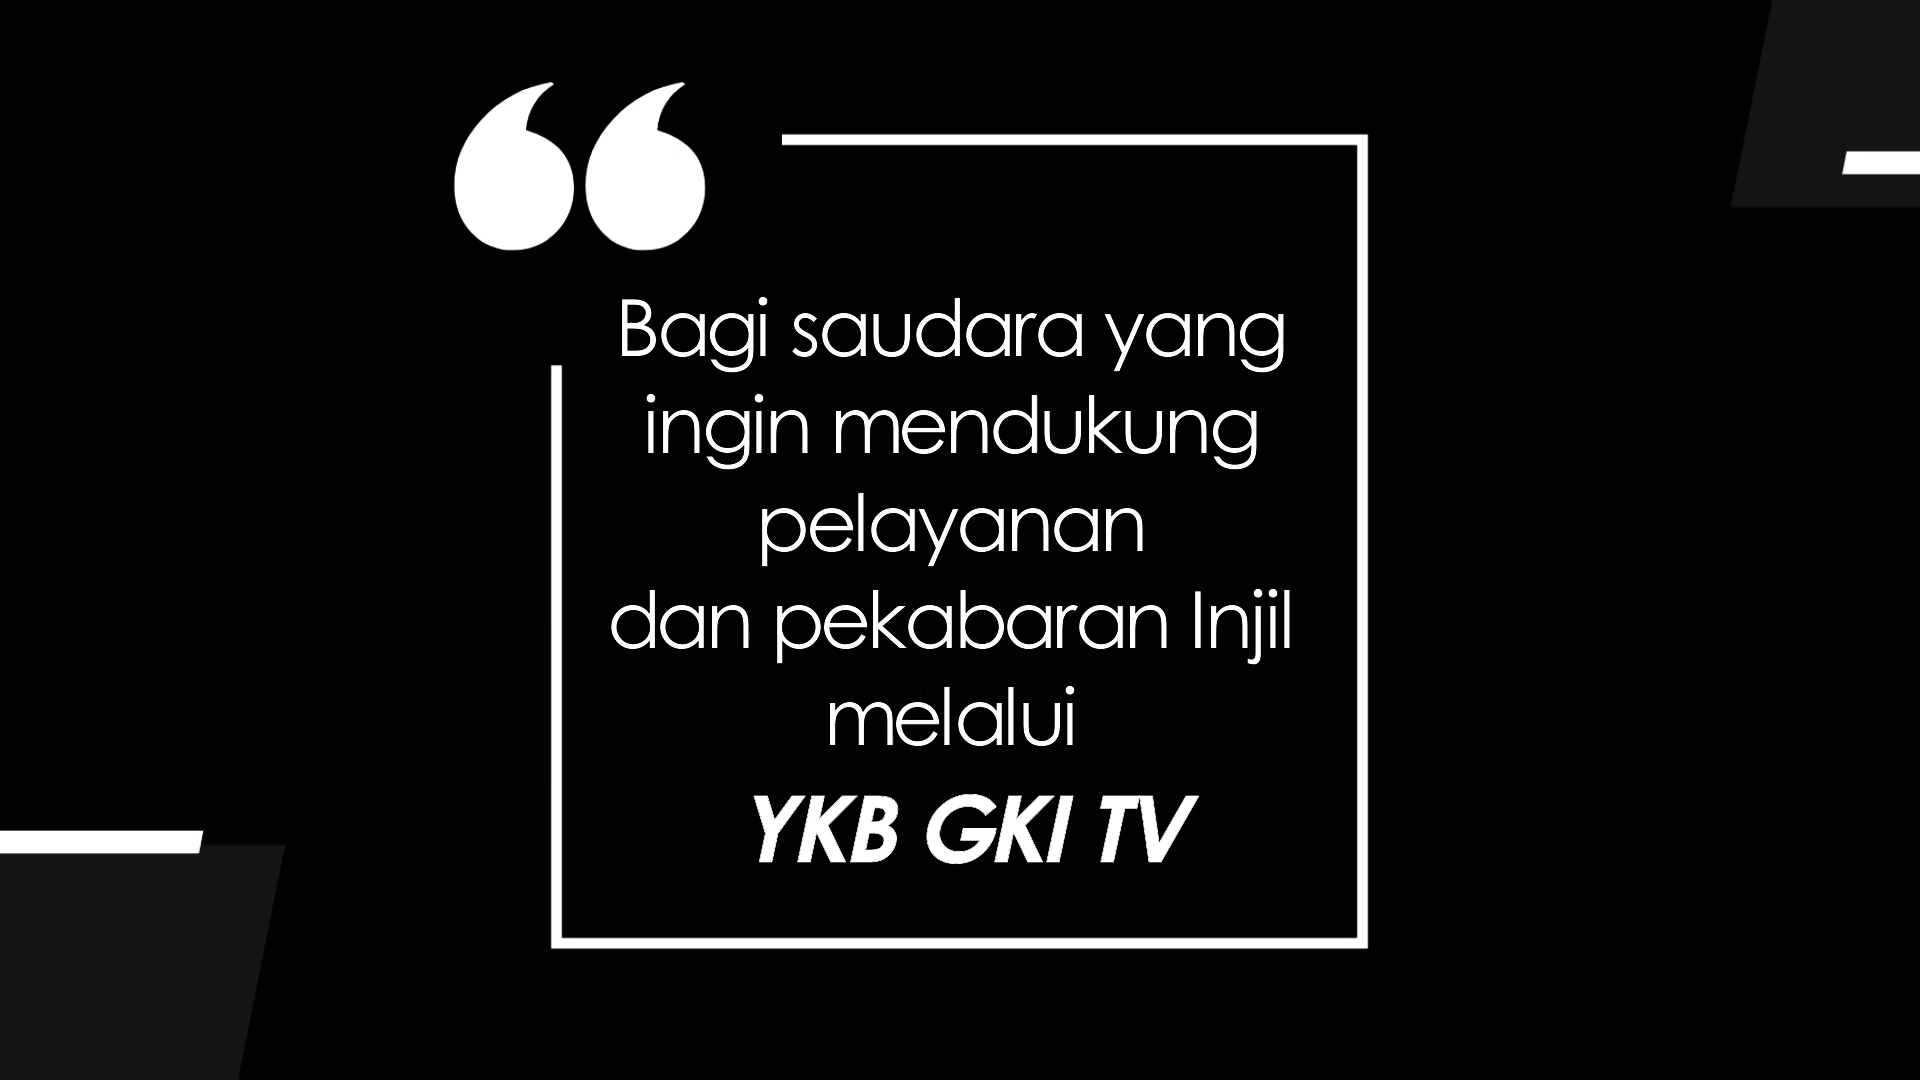 Bagi saudara yang
ingin mendukung
pelayanan
dan pekabaran Injil
melalui
YKB GKI TV